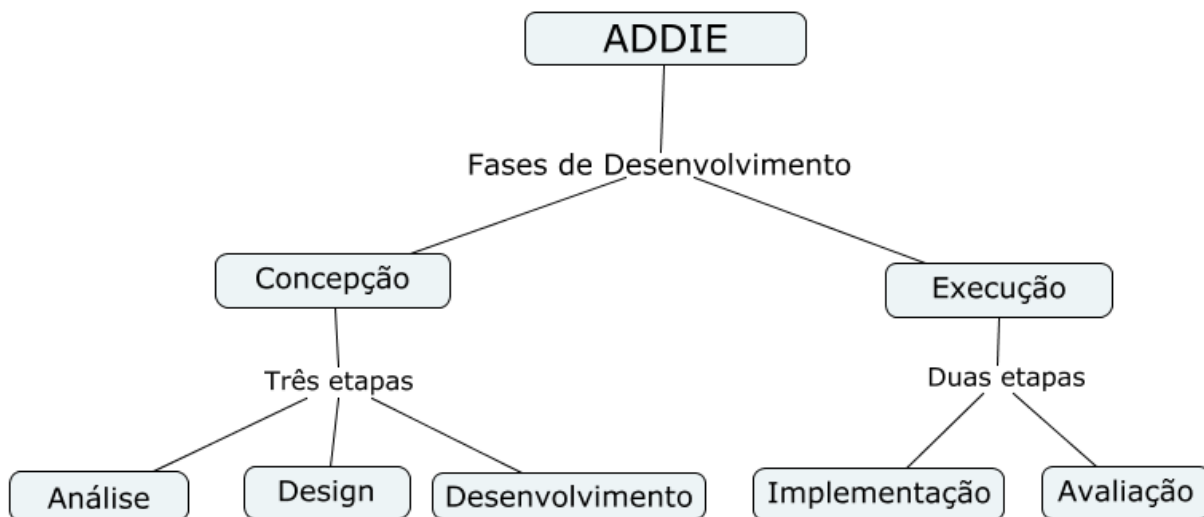 ADDIE
Fases de Desenvolvimento
Concepção
Execução
Três etapas
Duas etapas
Análise
Design
Desenvolvimento
Implementação
Avaliação